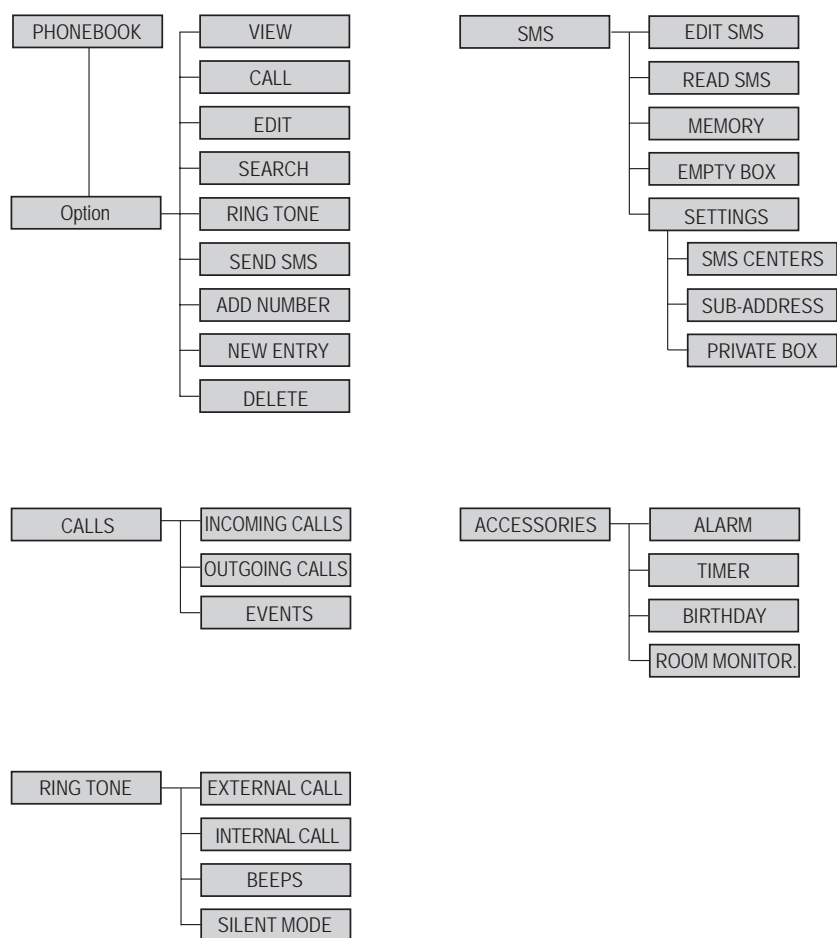 PHONEBOOK
Option
VIEW
CALL
EDIT
SEARCH
RING TONE
SEND SMS
ADD NUMBER
NEW ENTRY
DELETE
SMS
EDIT SMS
READ SMS
MEMORY
EMPTY BOX
SETTINGS
SMS CENTERS
SUB-ADDRESS
PRIVATE BOX
CALLS
INCOMING CALLS
OUTGOING CALLS
EVENTS
ACCESSORIES
ALARM
TIMER
BIRTHDAY
ROOM MONITOR.
RING TONE
EXTERNAL CALL
INTERNAL CALL
BEEPS
SILENT MODE